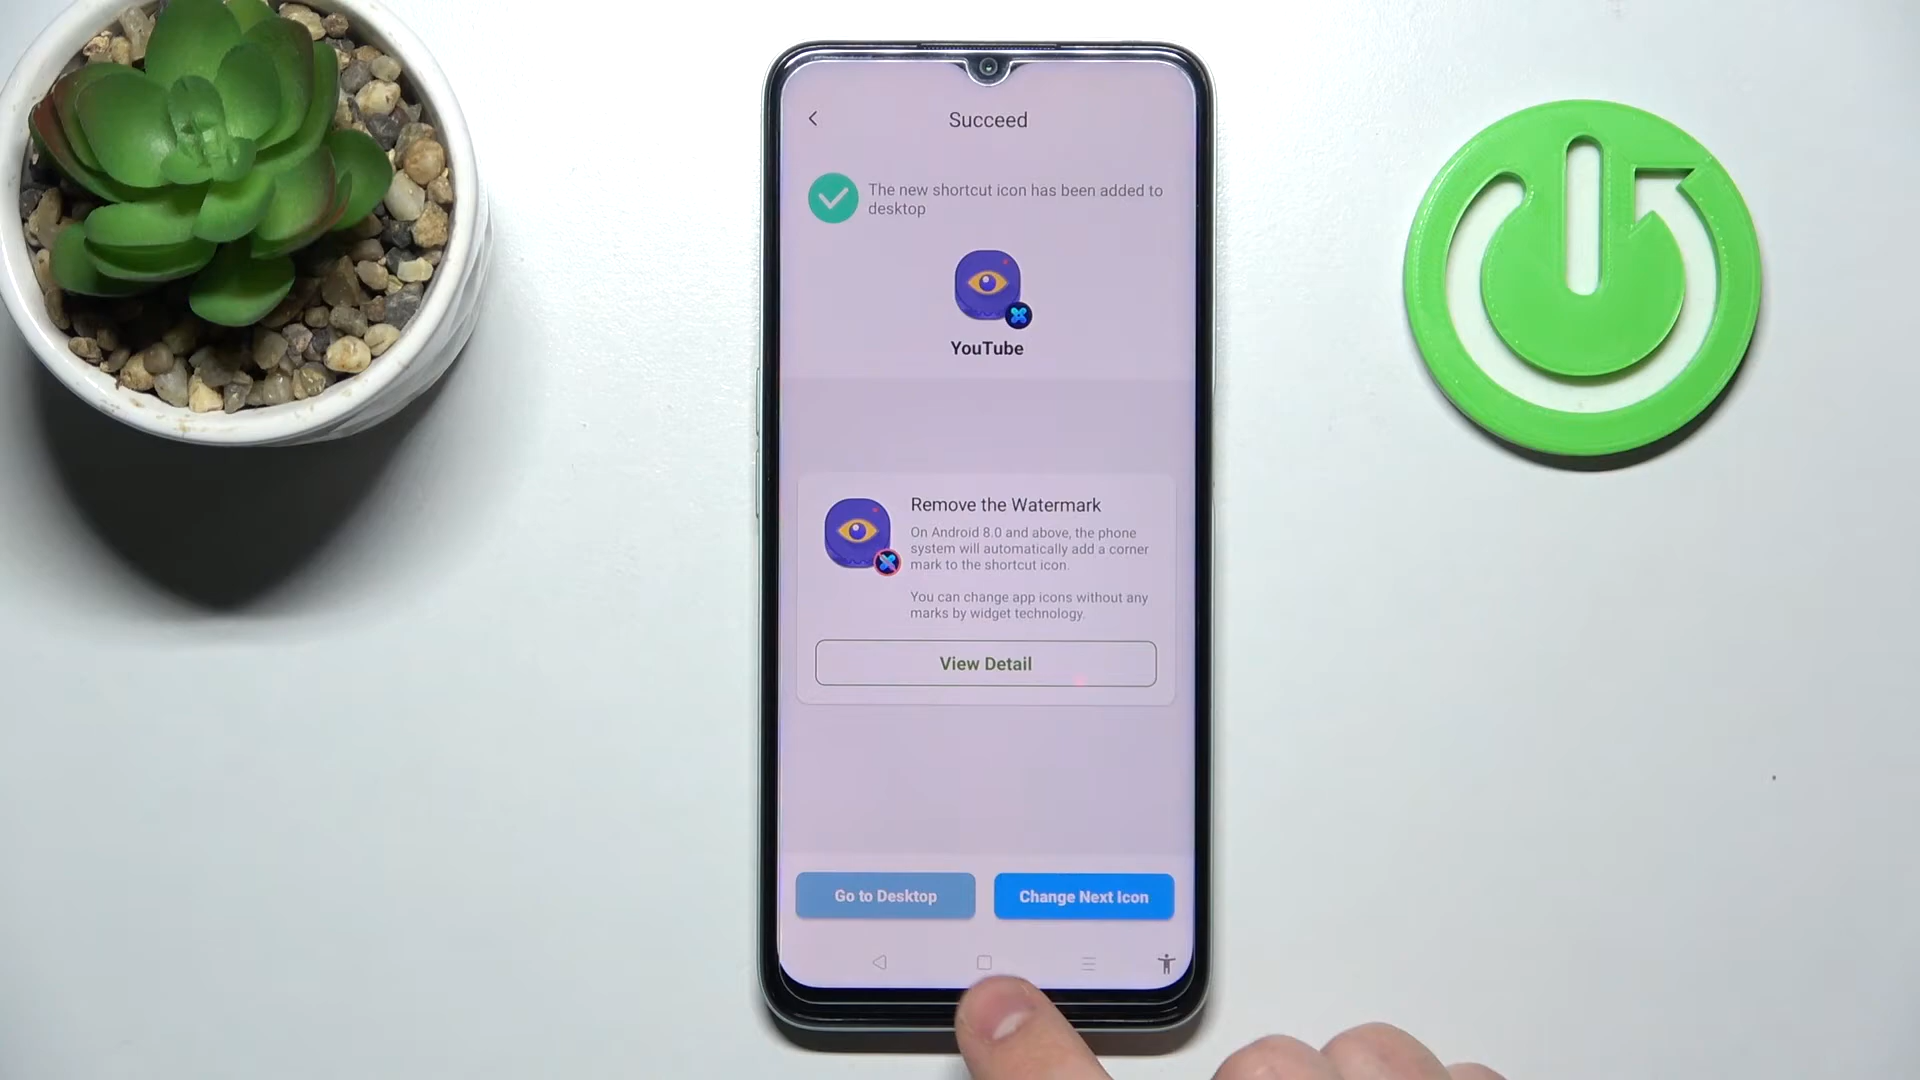 Succeed
The new shortcut icon has been added to
desktop
YouTube
Remove the Watermark
On Android 8.0 and above, the phone
system will automatically add a corner
mark to the shortcut icon.
You can change app icons without any
marks by widget technology.
View Detail
Go to Desktop
Change Next Icon